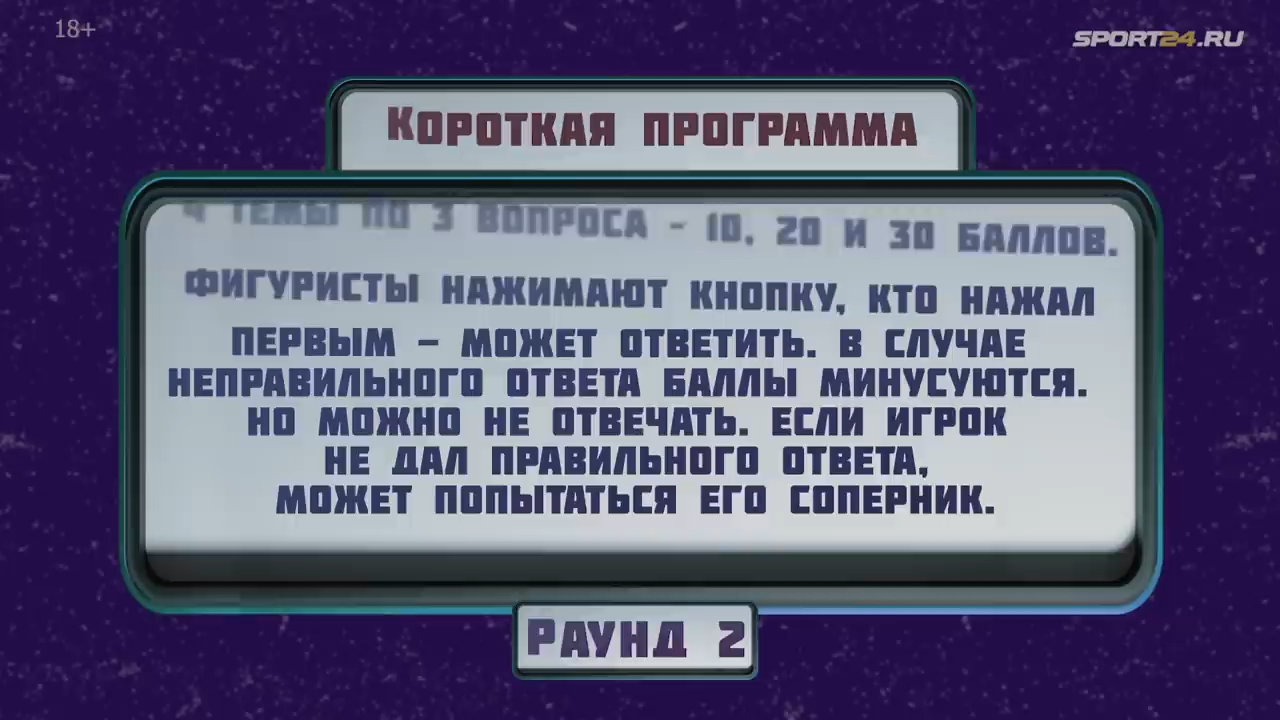 18+
SPORT24.RU
КОРОТКАЯ ПРОГРАММА
4 ТЕМЫ ПО 3 ВОПРОСА - 10, 20 И 30 БАЛЛОВ.
ФИГУРИСТЫ НАЖИМАЮТ КНОПКУ, КТО НАЖАЛ
ПЕРВЫМ – МОЖЕТ ОТВЕТИТЬ. В СЛУЧАЕ
НЕПРАВИЛЬНОГО ОТВЕТА БАЛЛЫ МИНУСУЮТСЯ.
НО МОЖНО НЕ ОТВЕЧАТЬ. ЕСЛИ ИГРОК
НЕ ДАЛ ПРАВИЛЬНОГО ОТВЕТА,
МОЖЕТ ПОПЫТАТЬСЯ ЕГО СОПЕРНИК.
РАУНД 2